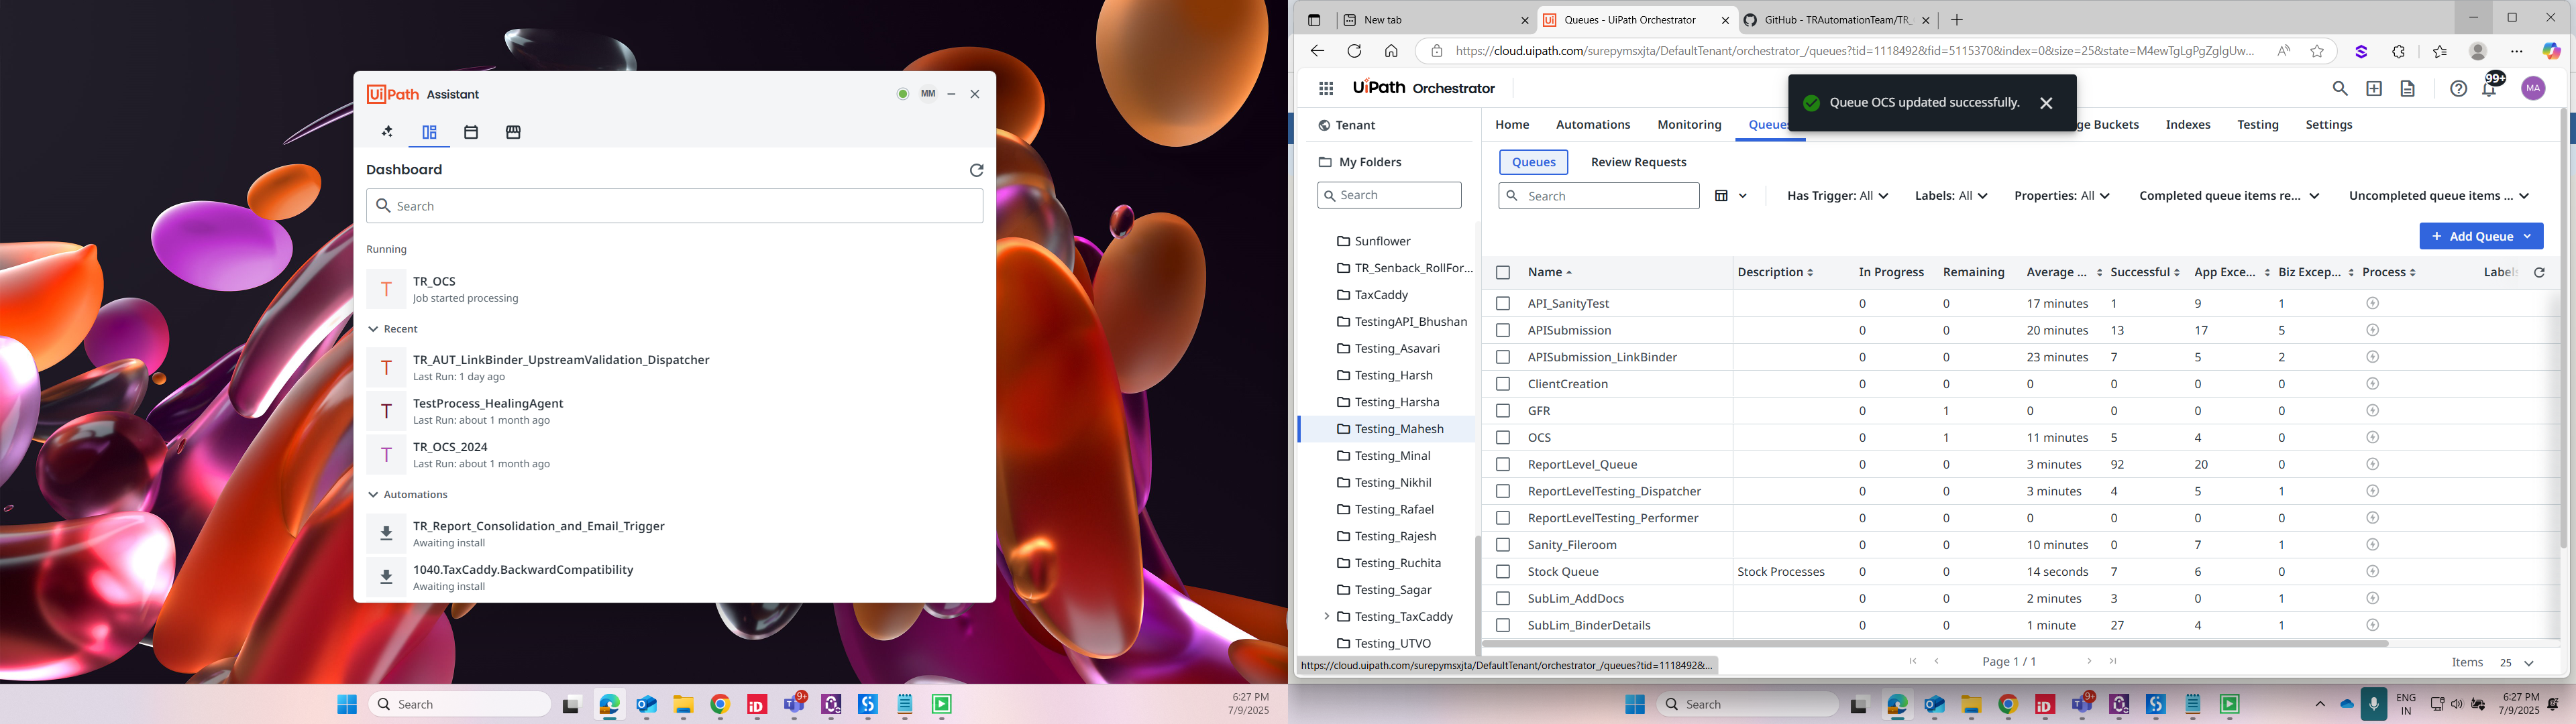 UiPath Assistant
MM
Dashboard
Search
Running
T
TR_OCS
Job started processing
Recent
T
TR_AUT_LinkBinder_UpstreamValidation_Dispatcher
Last Run: 1 day ago
T
TestProcess_HealingAgent
Last Run: about 1 month ago
T
TR_OCS_2024
Last Run: about 1 month ago
Automations
TR_Report_Consolidation_and_Email_Trigger
Awaiting install
1040.TaxCaddy.BackwardCompatibility
Awaiting install
Search
9+
6:27 PM
7/9/2025
New tab
Queues - UiPath Orchestrator
GitHub - TRAutomationTeam/TR_
https://cloud.uipath.com/surepymsxjta/DefaultTenant/orchestrator_/queues?tid=1118492&fid=5115370&index=0&size=25&state=M4ewTgLgPgZglgUw...
UiPath Orchestrator
99+
MA
Queue OCS updated successfully.
Tenant
Home Automations Monitoring Queues ge Buckets Indexes Testing Settings
My Folders
Search
Sunflower
TR_Senback_RollFor...
TaxCaddy
TestingAPI_Bhushan
Testing_Asavari
Testing_Harsh
Testing_Harsha
Testing_Mahesh
Testing_Minal
Testing_Nikhil
Testing_Rafael
Testing_Rajesh
Testing_Ruchita
Testing_Sagar
Testing_TaxCaddy
Testing_UTVO
Queues Review Requests
Search Has Trigger: All Labels: All Properties: All Completed queue items re... Uncompleted queue items ...
+ Add Queue
Name Description In Progress Remaining Average ... Successful App Exce... Biz Excep... Process Labels
API_SanityTest 0 0 17 minutes 1 9 1
APISubmission 0 0 20 minutes 13 17 5
APISubmission_LinkBinder 0 0 23 minutes 7 5 2
ClientCreation 0 0 0 0 0 0
GFR 0 1 0 0 0 0
OCS 0 1 11 minutes 5 4 0
ReportLevel_Queue 0 0 3 minutes 92 20 0
ReportLevelTesting_Dispatcher 0 0 3 minutes 4 5 1
ReportLevelTesting_Performer 0 0 0 0 0 0
Sanity_Fileroom 0 0 10 minutes 0 7 1
Stock Queue Stock Processes 0 0 14 seconds 7 6 0
SubLim_AddDocs 0 0 2 minutes 3 0 1
SubLim_BinderDetails 0 0 1 minute 27 4 1
https://cloud.uipath.com/surepymsxjta/DefaultTenant/orchestrator_/queues?tid=1118492&...
Page 1 / 1
Items 25
Search
9+
ENG
IN
6:27 PM
7/9/2025